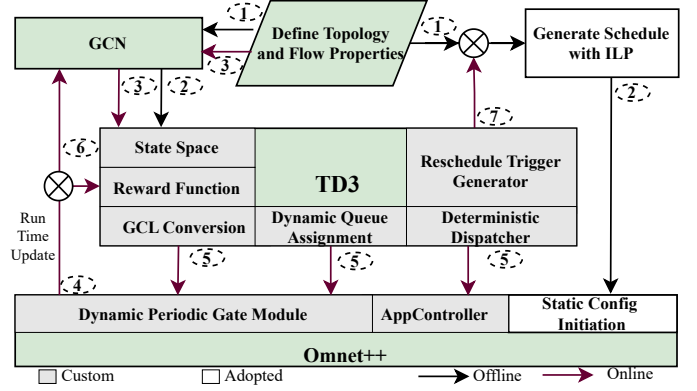 1
1
GCN
Define Topology
and Flow Properties
Generate Schedule
with ILP
3
3
2
2
7
6
State Space
Reward Function
GCL Conversion
TD3
Dynamic Queue
Assignment
Reschedule Trigger
Generator
Deterministic
Dispatcher
Run
Time
Update
5
5
5
4
Dynamic Periodic Gate Module
AppController
Static Config
Initiation
Omnet++
Custom
Adopted
Offline
Online